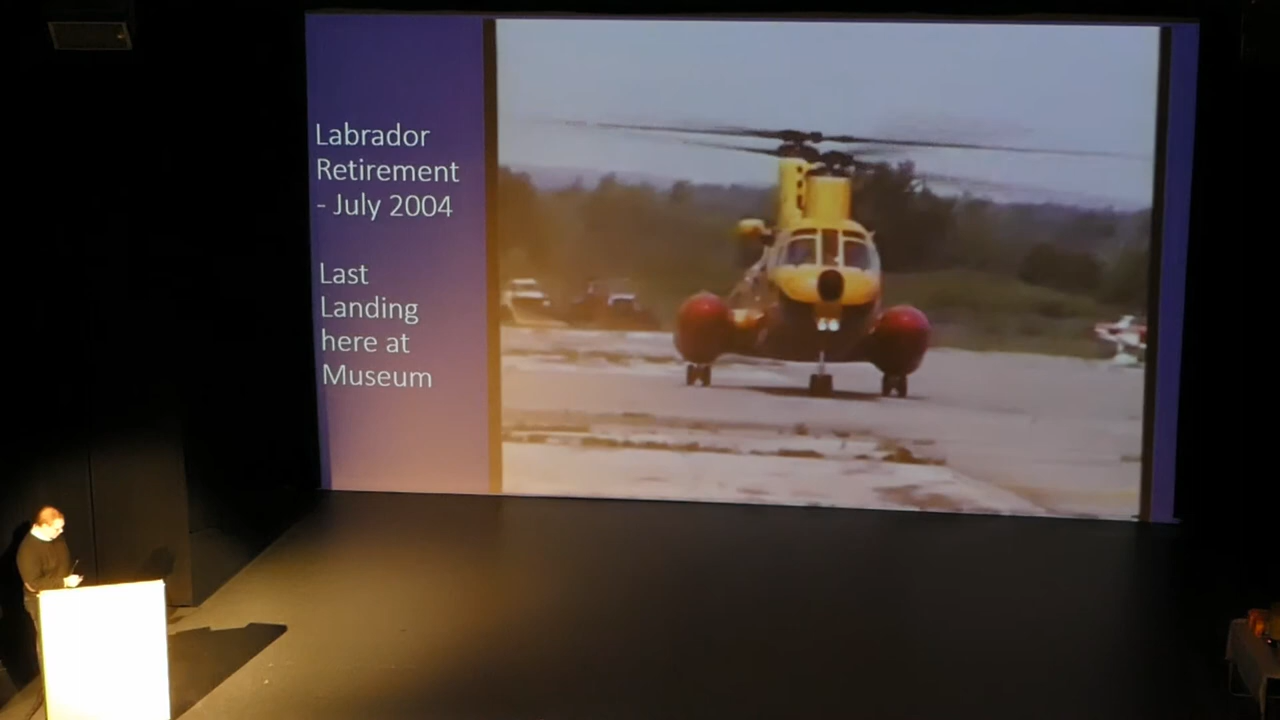 Labrador
Retirement
- July 2004
Last
Landing
here at
Museum